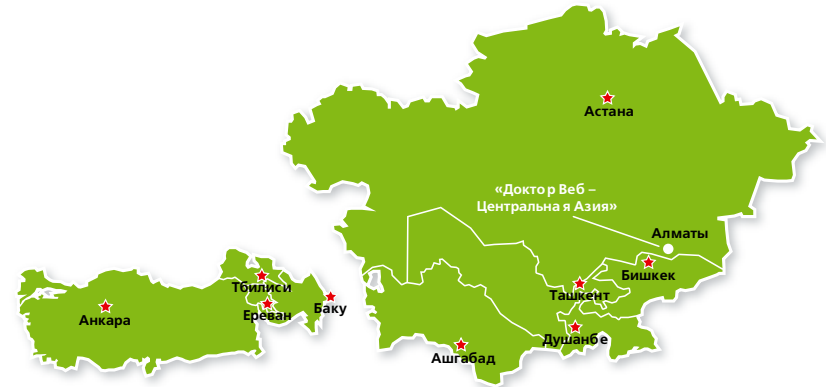 Астана
«Доктор Веб –
Центральная Азия»
Алматы
Бишкек
Тбилиси
Ташкент
Ереван
Баку
Анкара
Душанбе
Ашгабад